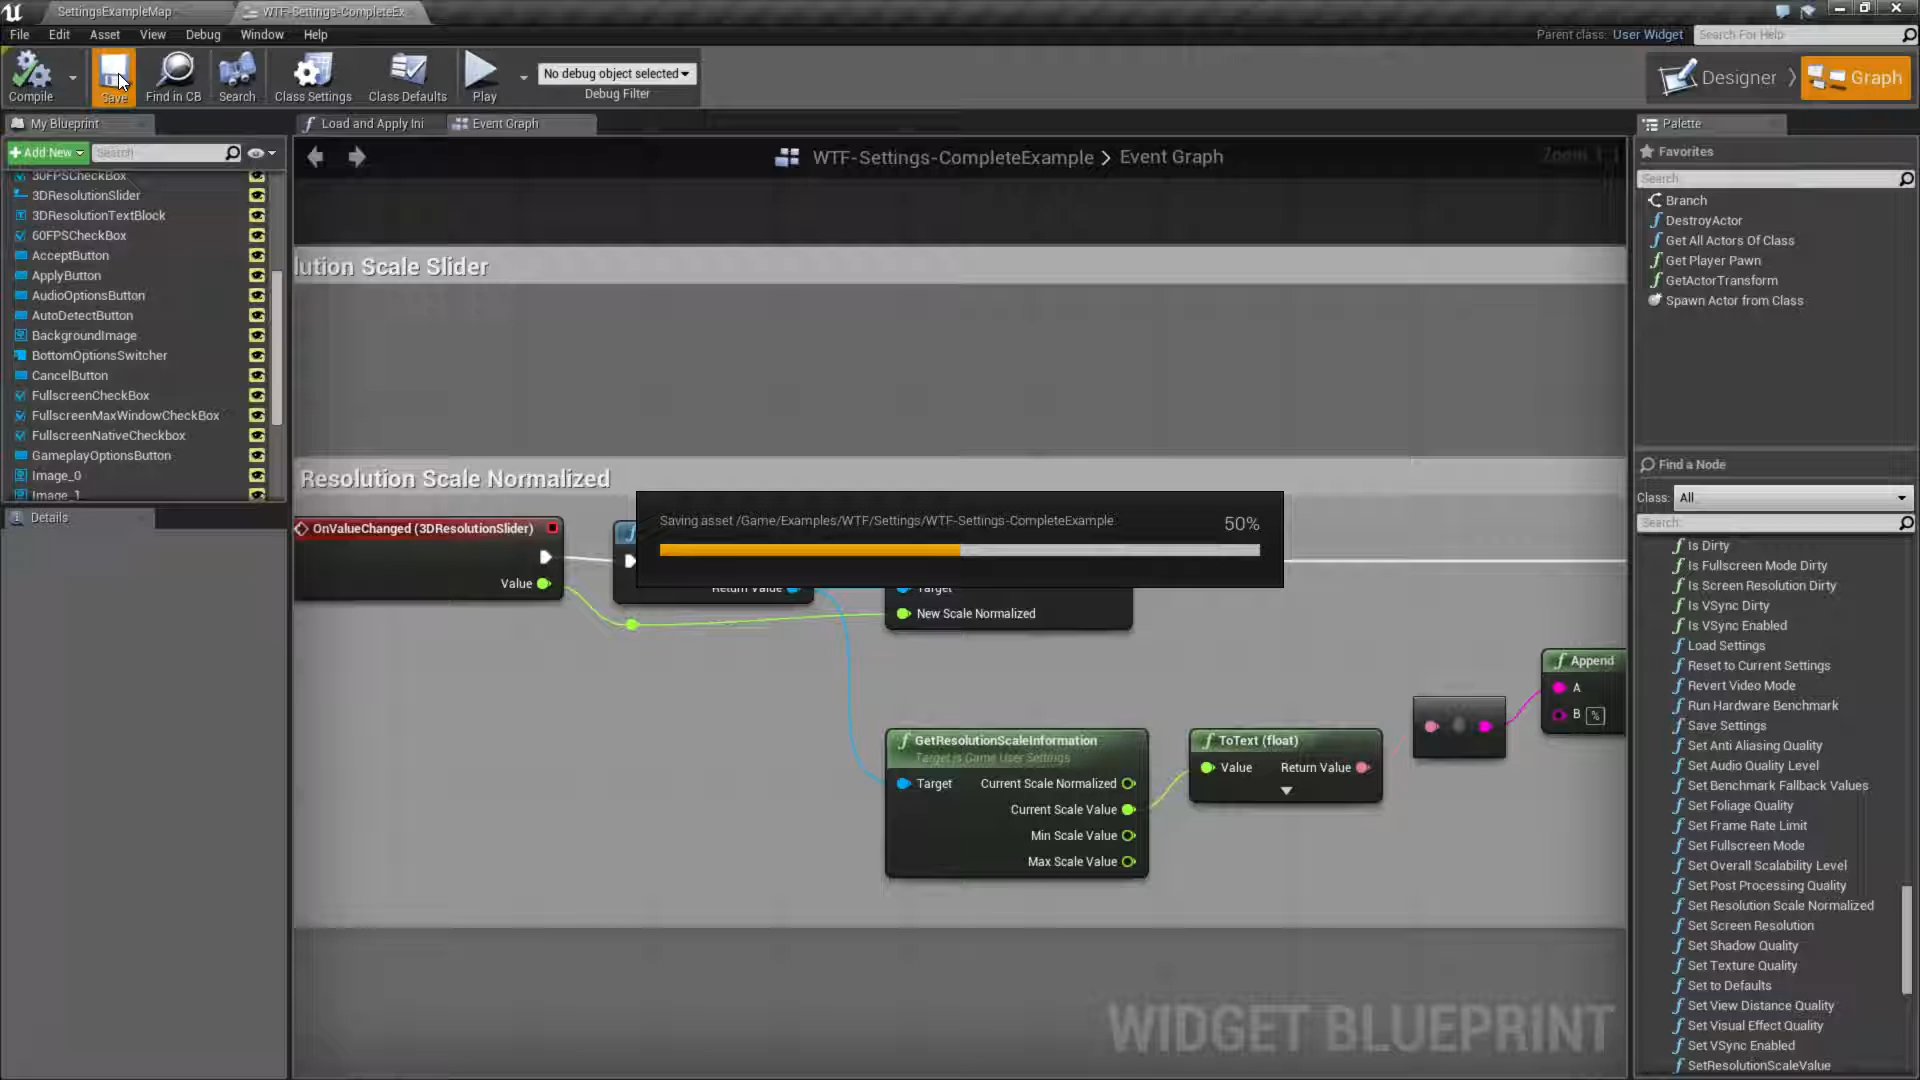 SettingsExampleMap
WTF-Settings-CompleteEx
File Edit Asset View Debug Window Help
Parent class: User Widget
Search For Help
Compile
Save
Find in CB
Search
Class Settings
Class Defaults
Play
No debug object selected
Debug Filter
Designer
Graph
My Blueprint
Load and Apply Ini
Event Graph
Palette
Add New
Search
WTF-Settings-CompleteExample > Event Graph
Zoom 1:1
Favorites
Search
30FPSCheckBox
3DResolutionSlider
3DResolutionTextBlock
60FPSCheckBox
AcceptButton
ApplyButton
AudioOptionsButton
AutoDetectButton
BackgroundImage
BottomOptionsSwitcher
CancelButton
FullscreenCheckBox
FullscreenMaxWindowCheckBox
FullscreenNativeCheckbox
GameplayOptionsButton
Image_0
Image_1
Details
lution Scale Slider
Resolution Scale Normalized
OnValueChanged (3DResolutionSlider)
Value
Saving asset /Game/Examples/WTF/Settings/WTF-Settings-CompleteExample
50%
Return Value
Target
New Scale Normalized
GetResolutionScaleInformation
Target is Game User Settings
Target
Current Scale Normalized
Current Scale Value
Min Scale Value
Max Scale Value
ToText (float)
Value
Return Value
Append
A
B %
WIDGET BLUEPRINT
Branch
DestroyActor
Get All Actors Of Class
Get Player Pawn
GetActorTransform
Spawn Actor from Class
Find a Node
Class: All
Search
Is Dirty
Is Fullscreen Mode Dirty
Is Screen Resolution Dirty
Is VSync Dirty
Is VSync Enabled
Load Settings
Reset to Current Settings
Revert Video Mode
Run Hardware Benchmark
Save Settings
Set Anti Aliasing Quality
Set Audio Quality Level
Set Benchmark Fallback Values
Set Foliage Quality
Set Frame Rate Limit
Set Fullscreen Mode
Set Overall Scalability Level
Set Post Processing Quality
Set Resolution Scale Normalized
Set Screen Resolution
Set Shadow Quality
Set Texture Quality
Set to Defaults
Set View Distance Quality
Set Visual Effect Quality
Set VSync Enabled
SetResolutionScaleValue